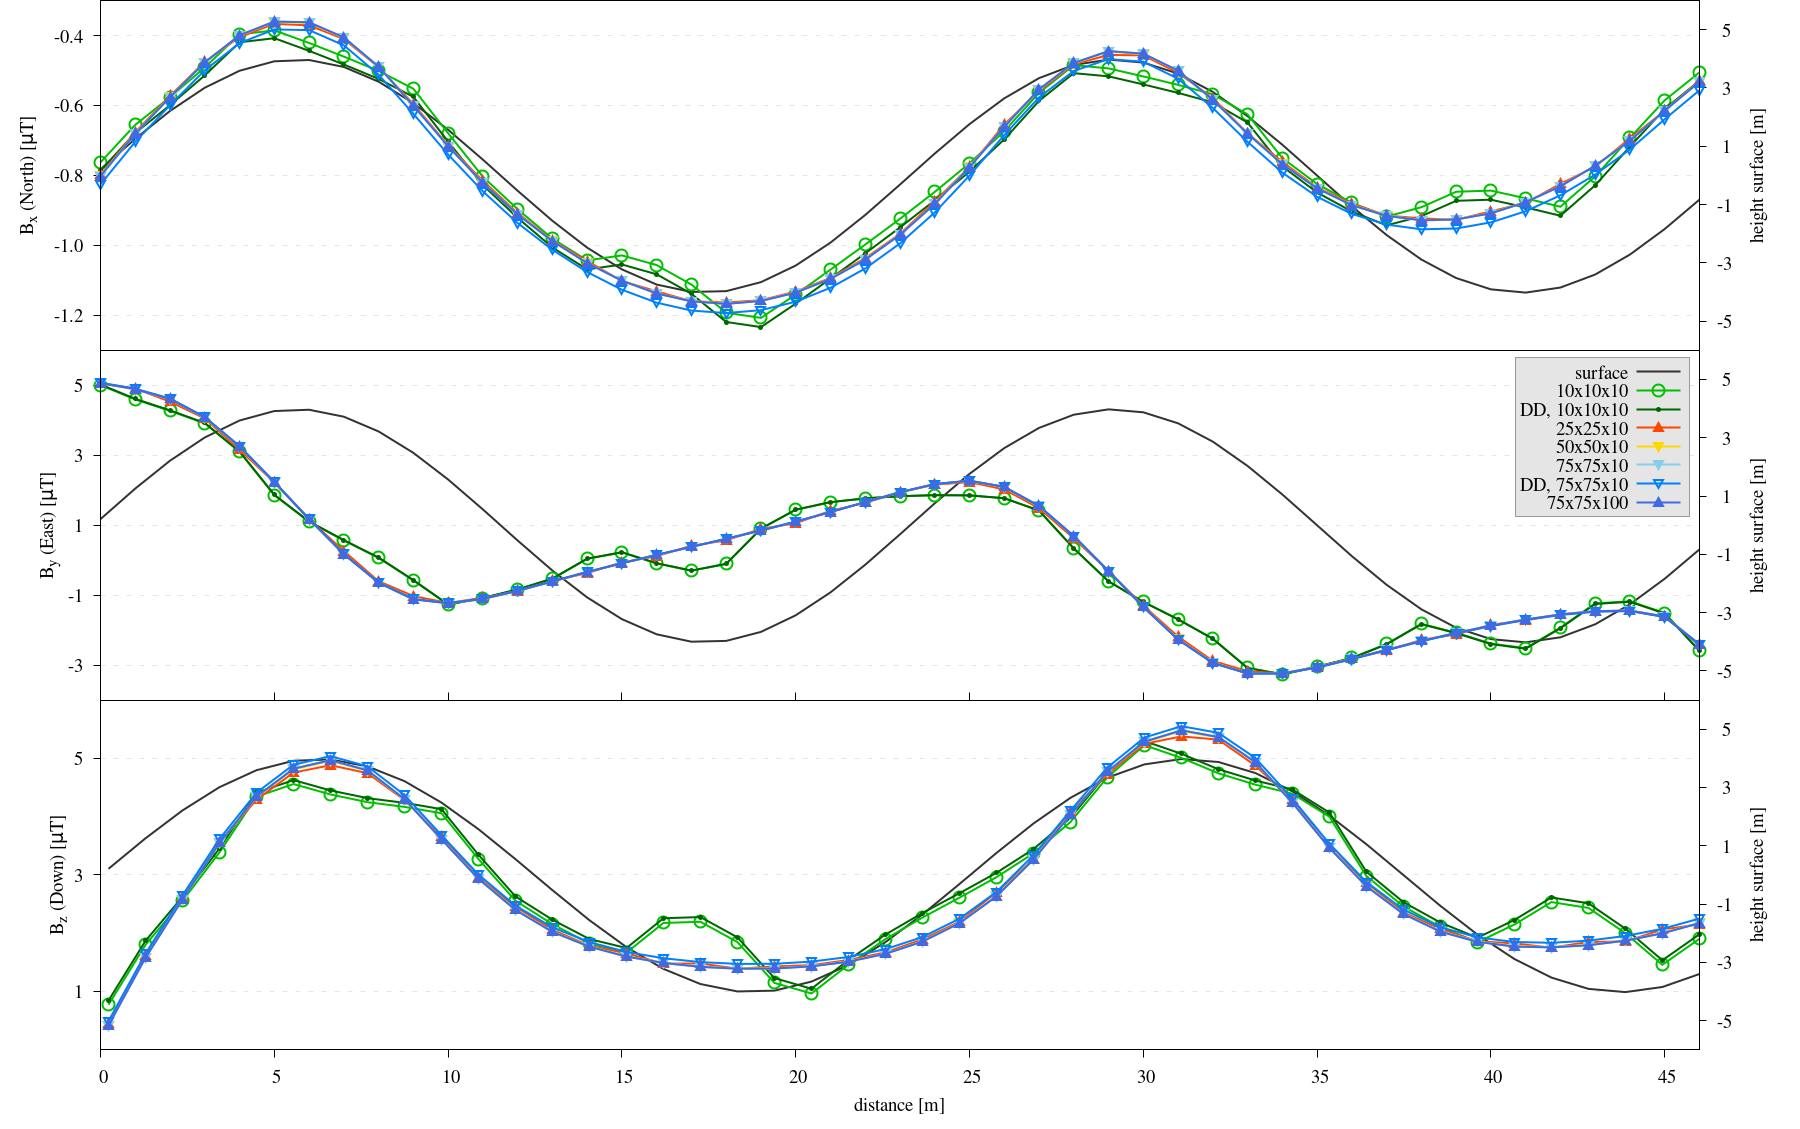 -0.4
-0.6
-0.8
-1.0
-1.2
Bx (North) [µT]
5
3
1
-1
-3
-5
height surface [m]
5
3
1
-1
-3
By (East) [µT]
surface
10x10x10
DD, 10x10x10
25x25x10
50x50x10
75x75x10
DD, 75x75x10
75x75x100
5
3
1
-1
-3
-5
height surface [m]
5
3
1
Bz (Down) [µT]
5
3
1
-1
-3
-5
height surface [m]
0 5 10 15 20 25 30 35 40 45
distance [m]